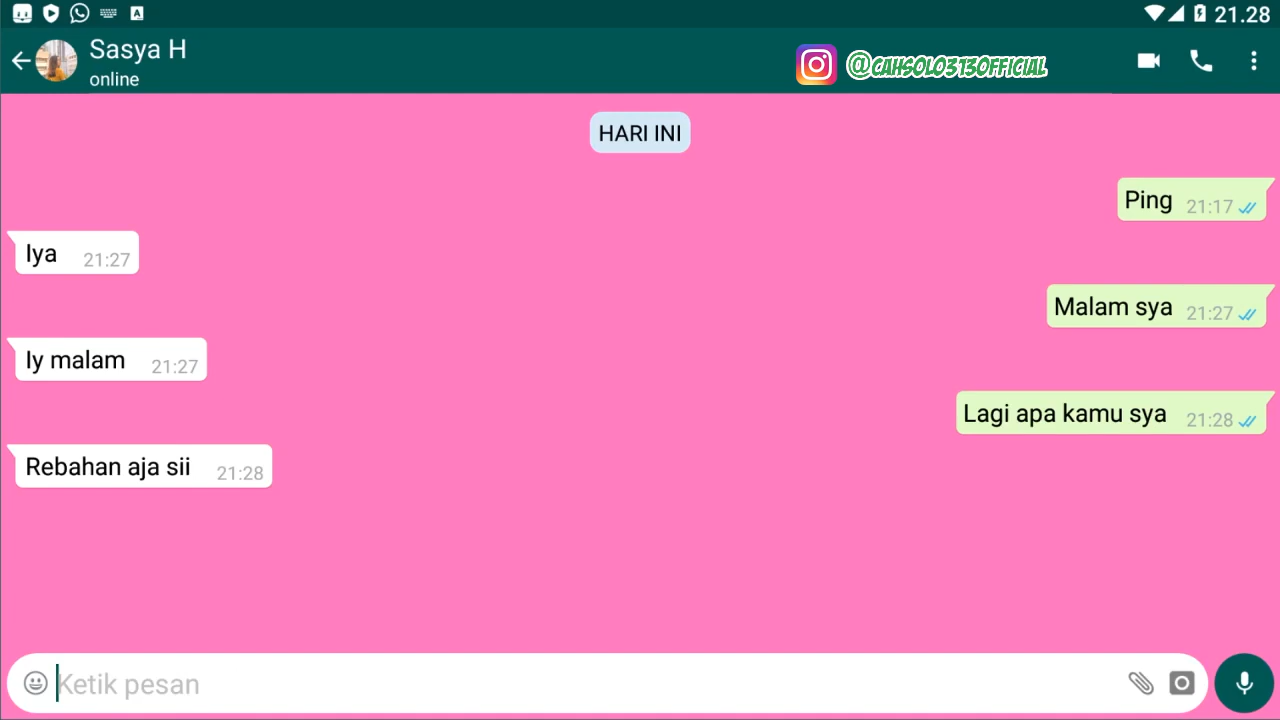 21.28
Sasya H
online
@CAHSOLO313OFFICIAL
HARI INI
Ping 21:17
Iya 21:27
Malam sya 21:27
Iy malam 21:27
Lagi apa kamu sya 21:28
Rebahan aja sii 21:28
Ketik pesan